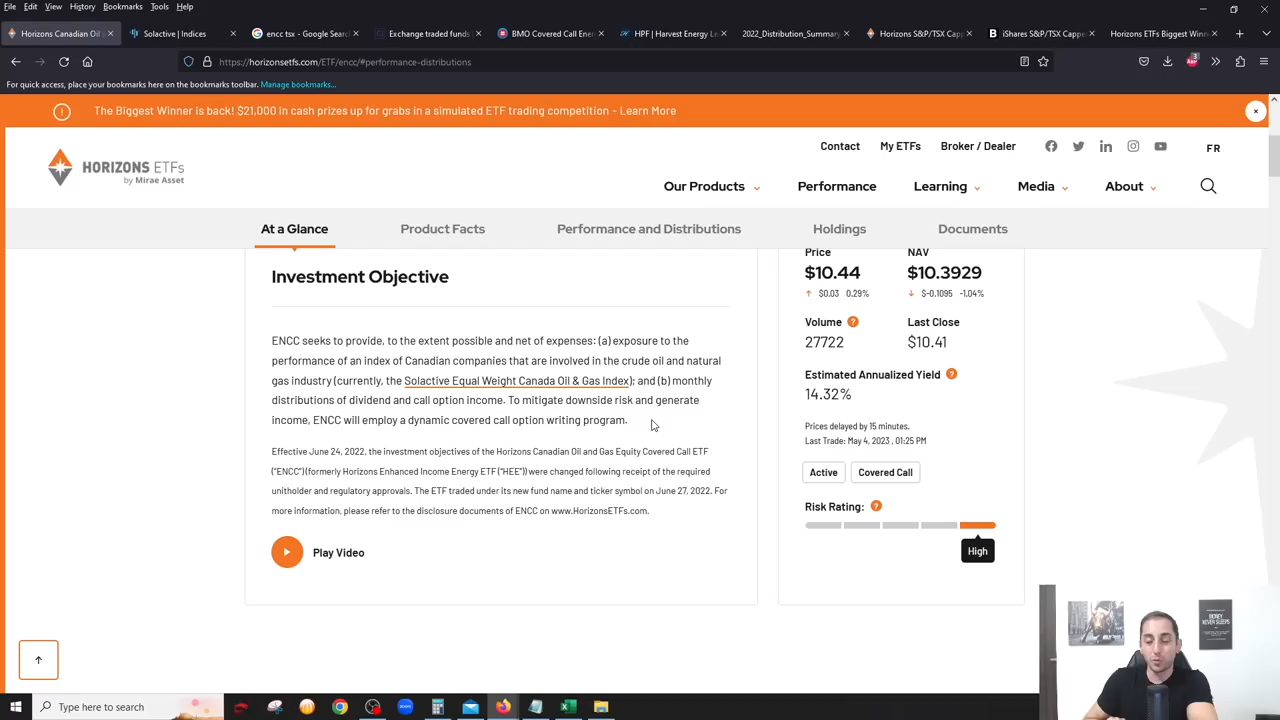 File Edit View History Bookmarks Tools Help
Horizons Canadian Oil
Solactive | Indices
encc tsx - Google Search
Exchange traded funds
BMO Covered Call Ene
HPF | Harvest Energy Le
2022_Distribution_Summary
Horizons S&P/TSX Capp
iShares S&P/TSX Cappe
Horizons ETFs Biggest Winner
https://horizonsetfs.com/ETF/encc/#performance-distributions
For quick access, place your bookmarks here on the bookmarks toolbar. Manage bookmarks...
The Biggest Winner is back! $21,000 in cash prizes up for grabs in a simulated ETF trading competition - Learn More
HORIZONS ETFs
by Mirae Asset
Contact My ETFs Broker / Dealer FR
Our Products Performance Learning Media About
At a Glance Product Facts Performance and Distributions Holdings Documents
Investment Objective
ENCC seeks to provide, to the extent possible and net of expenses: (a) exposure to the
performance of an index of Canadian companies that are involved in the crude oil and natural
gas industry (currently, the Solactive Equal Weight Canada Oil & Gas Index); and (b) monthly
distributions of dividend and call option income. To mitigate downside risk and generate
income, ENCC will employ a dynamic covered call option writing program.
Effective June 24, 2022, the investment objectives of the Horizons Canadian Oil and Gas Equity Covered Call ETF
("ENCC") (formerly Horizons Enhanced Income Energy ETF ("HEE")) were changed following receipt of the required
unitholder and regulatory approvals. The ETF traded under its new fund name and ticker symbol on June 27, 2022. For
more information, please refer to the disclosure documents of ENCC on www.HorizonsETFs.com.
Play Video
Price NAV
$10.44 $10.3929
$0.03 0.29% $-0.1095 -1.04%
Volume ? Last Close
27722 $10.41
Estimated Annualized Yield ?
14.32%
Prices delayed by 15 minutes.
Last Trade: May 4, 2023 , 01:25 PM
Active Covered Call
Risk Rating: ?
High
MONEY
NEVER SLEEPS
Type here to search